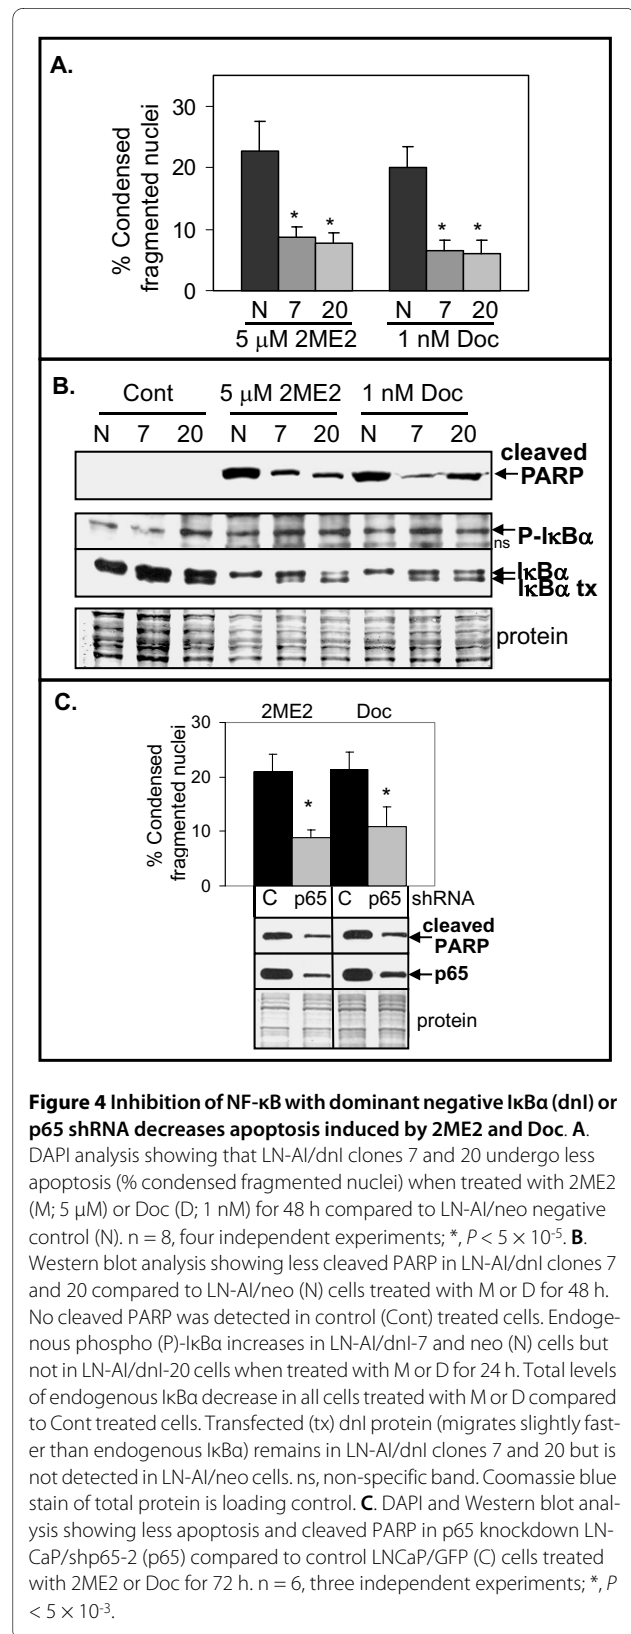 A.
% Condensed
fragmented nuclei
30
20
10
0
* * * *
N 7 20 N 7 20
5 μM 2ME2 1 nM Doc
B.
Cont 5 μM 2ME2 1 nM Doc
N 7 20 N 7 20 N 7 20
cleaved
PARP
P-IκBα
ns
IκBα
IκBα tx
protein
C.
2ME2 Doc
% Condensed
fragmented nuclei
30
20
10
0
* *
C p65 C p65 shRNA
cleaved
PARP
p65
protein
Figure 4 Inhibition of NF-κB with dominant negative IκBα (dnI) or
p65 shRNA decreases apoptosis induced by 2ME2 and Doc. A.
DAPI analysis showing that LN-AI/dnI clones 7 and 20 undergo less
apoptosis (% condensed fragmented nuclei) when treated with 2ME2
(M; 5 μM) or Doc (D; 1 nM) for 48 h compared to LN-AI/neo negative
control (N). n = 8, four independent experiments; *, P < 5 × 10-5. B.
Western blot analysis showing less cleaved PARP in LN-AI/dnI clones 7
and 20 compared to LN-AI/neo (N) cells treated with M or D for 48 h.
No cleaved PARP was detected in control (Cont) treated cells. Endoge-
nous phospho (P)-IκBα increases in LN-AI/dnI-7 and neo (N) cells but
not in LN-AI/dnI-20 cells when treated with M or D for 24 h. Total levels
of endogenous IκBα decrease in all cells treated with M or D compared
to Cont treated cells. Transfected (tx) dnI protein (migrates slightly fast-
er than endogenous IκBα) remains in LN-AI/dnI clones 7 and 20 but is
not detected in LN-AI/neo cells. ns, non-specific band. Coomassie blue
stain of total protein is loading control. C. DAPI and Western blot anal-
ysis showing less apoptosis and cleaved PARP in p65 knockdown LN-
CaP/shp65-2 (p65) compared to control LNCaP/GFP (C) cells treated
with 2ME2 or Doc for 72 h. n = 6, three independent experiments; *, P
< 5 × 10-3.